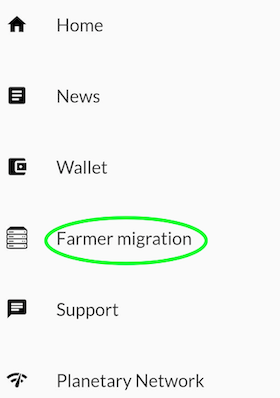 Home
News
Wallet
Farmer migration
Support
Planetary Network